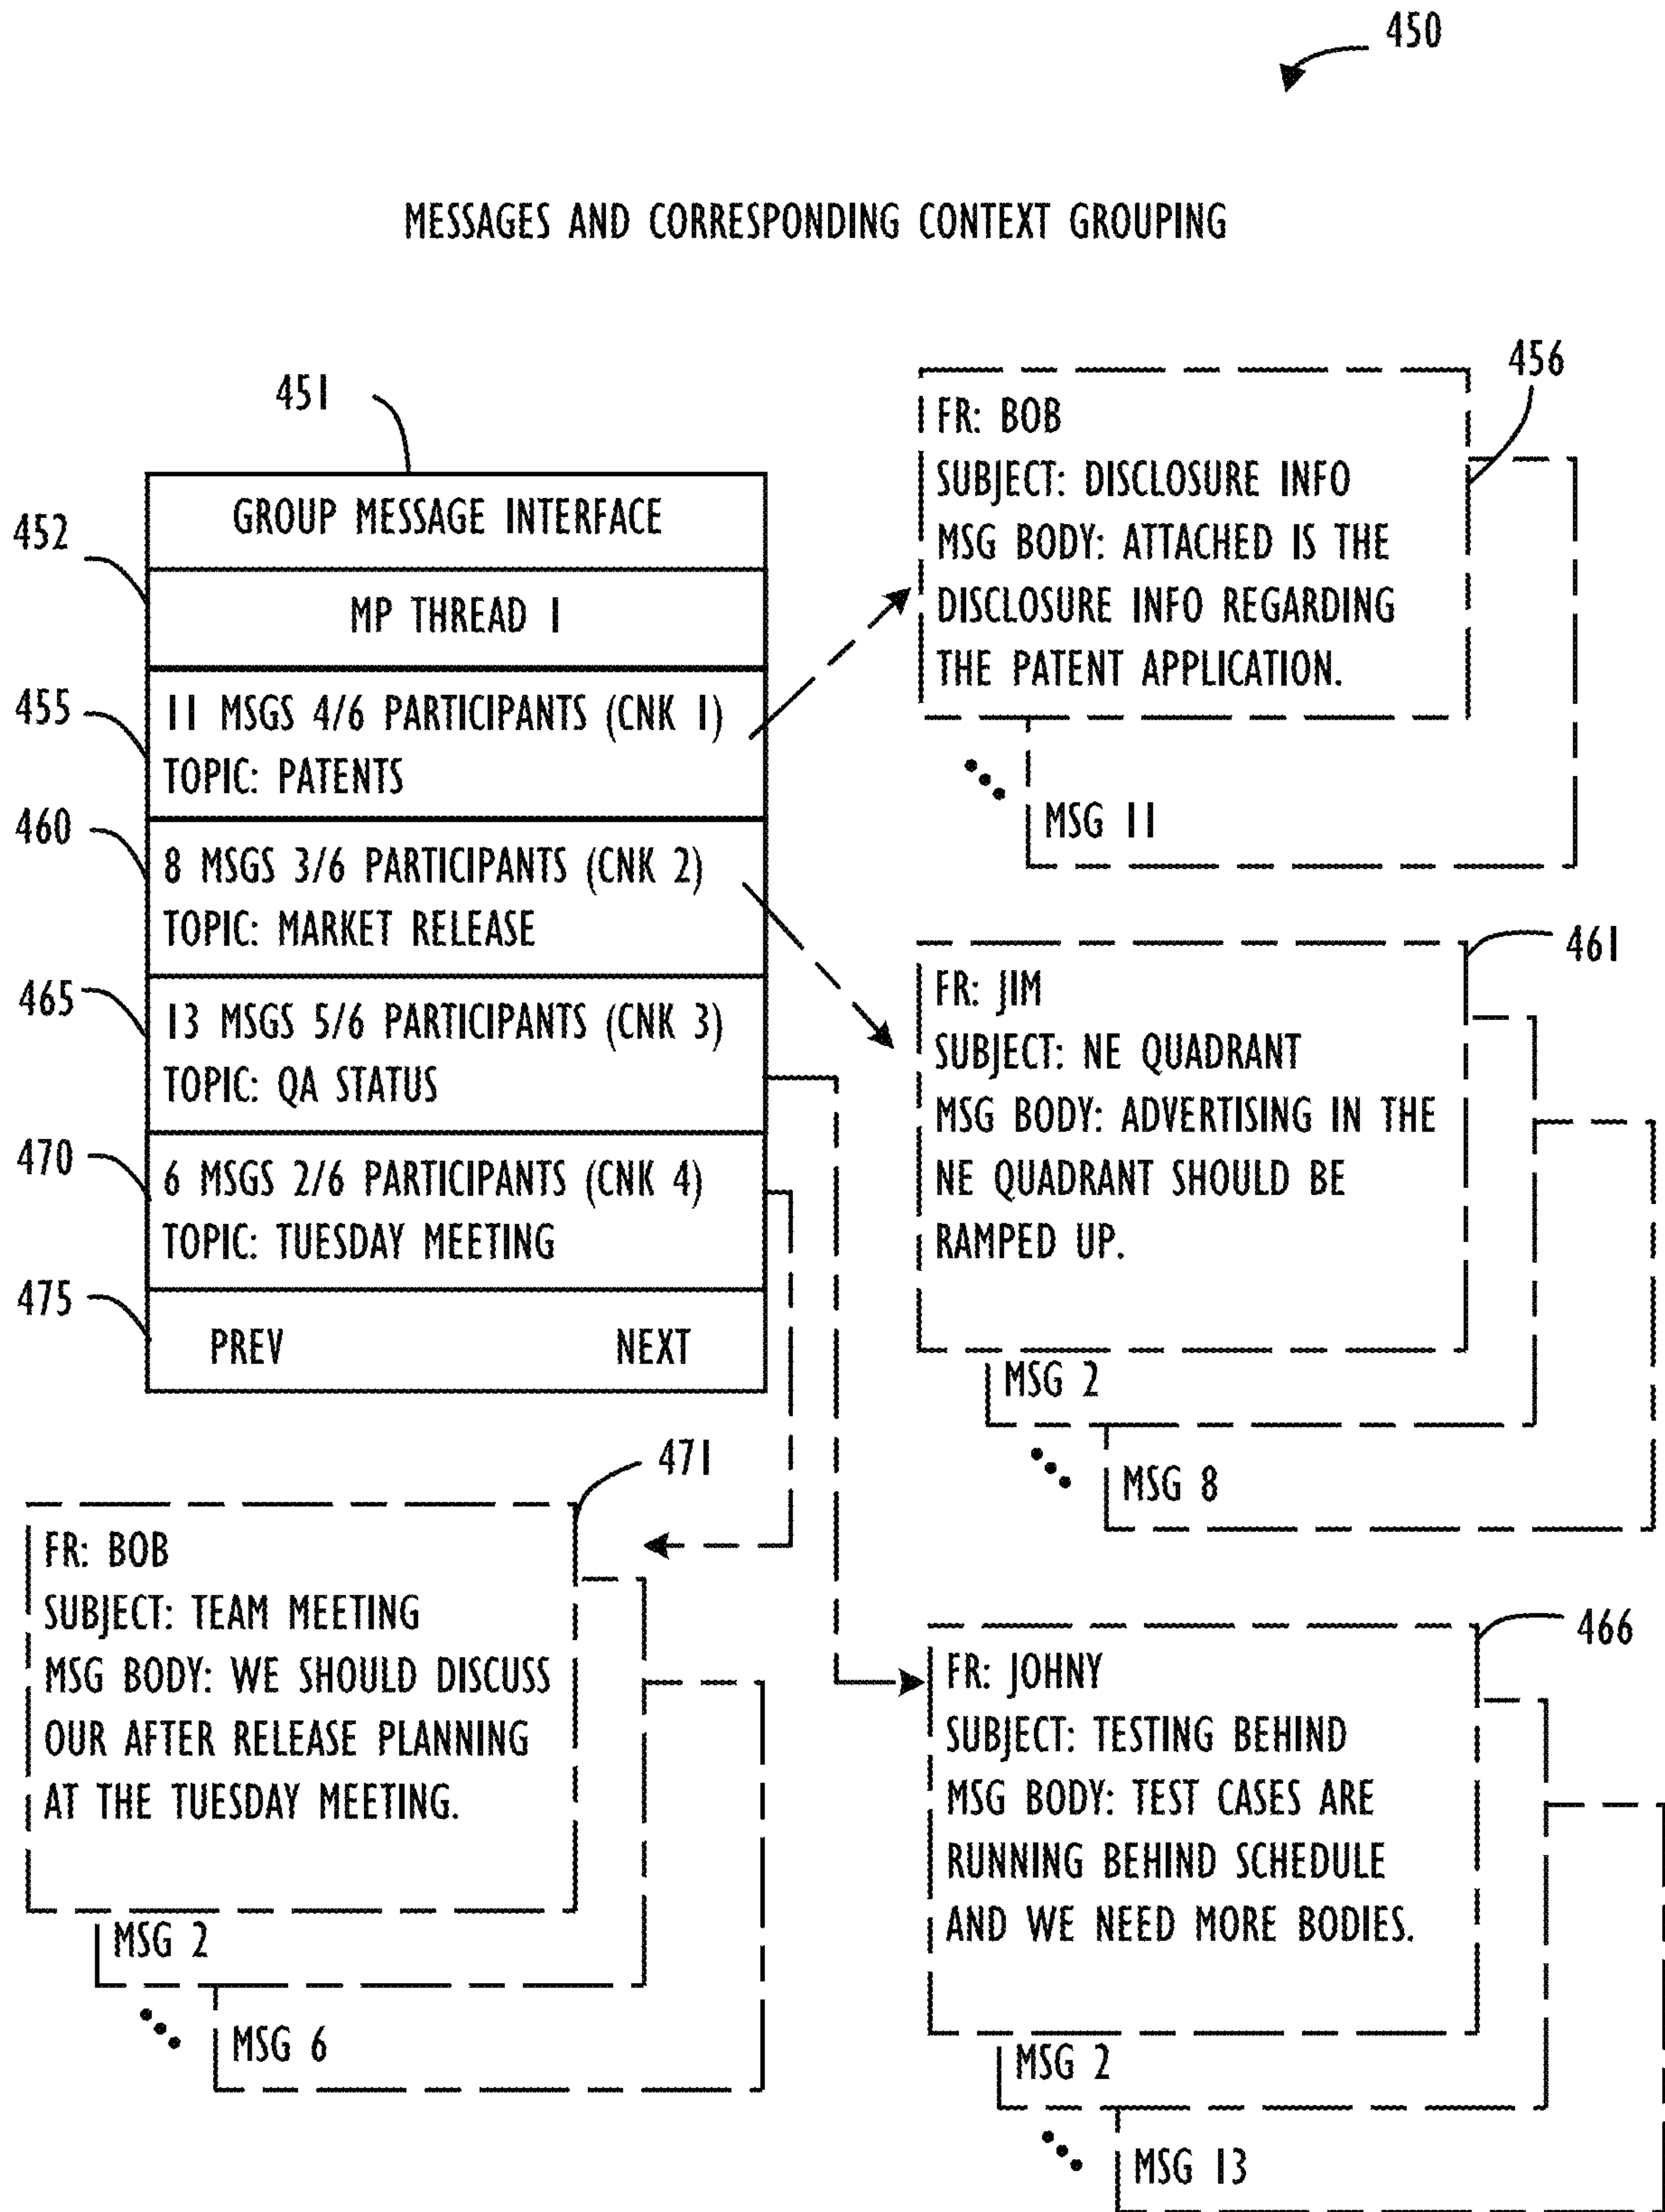 450
MESSAGES AND CORRESPONDING CONTEXT GROUPING
451
GROUP MESSAGE INTERFACE
452
MP THREAD 1
455
11 MSGS 4/6 PARTICIPANTS (CNK 1)
TOPIC: PATENTS
460
8 MSGS 3/6 PARTICIPANTS (CNK 2)
TOPIC: MARKET RELEASE
465
13 MSGS 5/6 PARTICIPANTS (CNK 3)
TOPIC: QA STATUS
470
6 MSGS 2/6 PARTICIPANTS (CNK 4)
TOPIC: TUESDAY MEETING
475
PREV NEXT
456
FR: BOB
SUBJECT: DISCLOSURE INFO
MSG BODY: ATTACHED IS THE
DISCLOSURE INFO REGARDING
THE PATENT APPLICATION.
MSG 11
461
FR: JIM
SUBJECT: NE QUADRANT
MSG BODY: ADVERTISING IN THE
NE QUADRANT SHOULD BE
RAMPED UP.
MSG 2
MSG 8
471
FR: BOB
SUBJECT: TEAM MEETING
MSG BODY: WE SHOULD DISCUSS
OUR AFTER RELEASE PLANNING
AT THE TUESDAY MEETING.
MSG 2
MSG 6
466
FR: JOHNY
SUBJECT: TESTING BEHIND
MSG BODY: TEST CASES ARE
RUNNING BEHIND SCHEDULE
AND WE NEED MORE BODIES.
MSG 2
MSG 13